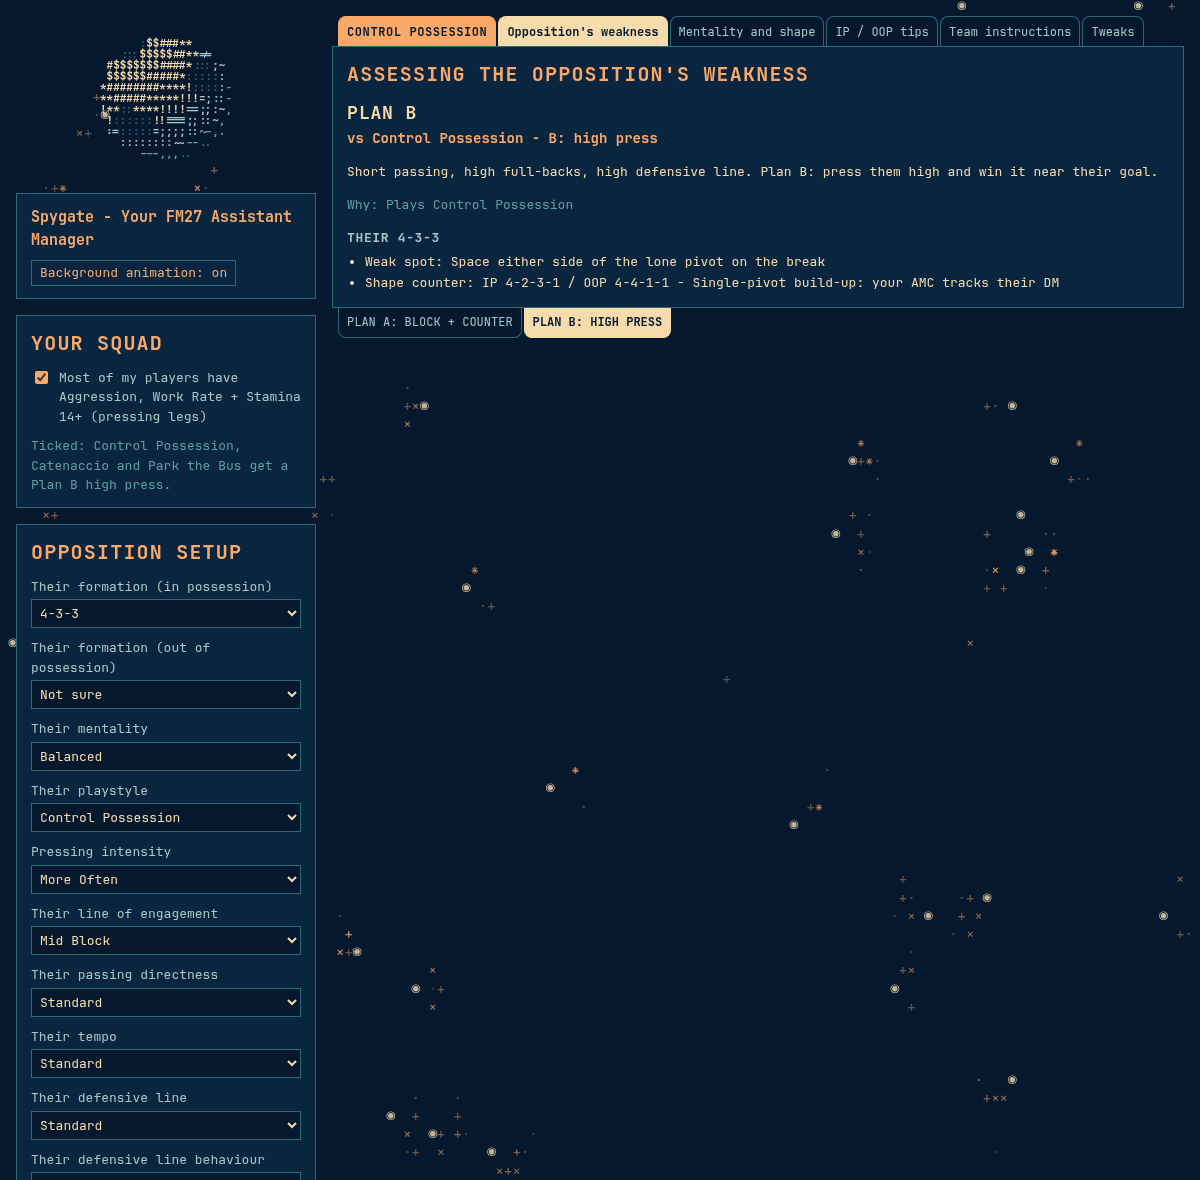 Spygate - Your FM27 Assistant
Manager
Background animation: on
YOUR SQUAD
Most of my players have
Aggression, Work Rate + Stamina
14+ (pressing legs)
Ticked: Control Possession,
Catenaccio and Park the Bus get a
Plan B high press.
OPPOSITION SETUP
Their formation (in possession)
4-3-3
Their formation (out of
possession)
Not sure
Their mentality
Balanced
Their playstyle
Control Possession
Pressing intensity
More Often
Their line of engagement
Mid Block
Their passing directness
Standard
Their tempo
Standard
Their defensive line
Standard
Their defensive line behaviour
CONTROL POSSESSION
Opposition's weakness
Mentality and shape
IP / OOP tips
Team instructions
Tweaks
ASSESSING THE OPPOSITION'S WEAKNESS
PLAN B
vs Control Possession - B: high press
Short passing, high full-backs, high defensive line. Plan B: press them high and win it near their goal.
Why: Plays Control Possession
THEIR 4-3-3
• Weak spot: Space either side of the lone pivot on the break
• Shape counter: IP 4-2-3-1 / OOP 4-4-1-1 - Single-pivot build-up: your AMC tracks their DM
PLAN A: BLOCK + COUNTER
PLAN B: HIGH PRESS